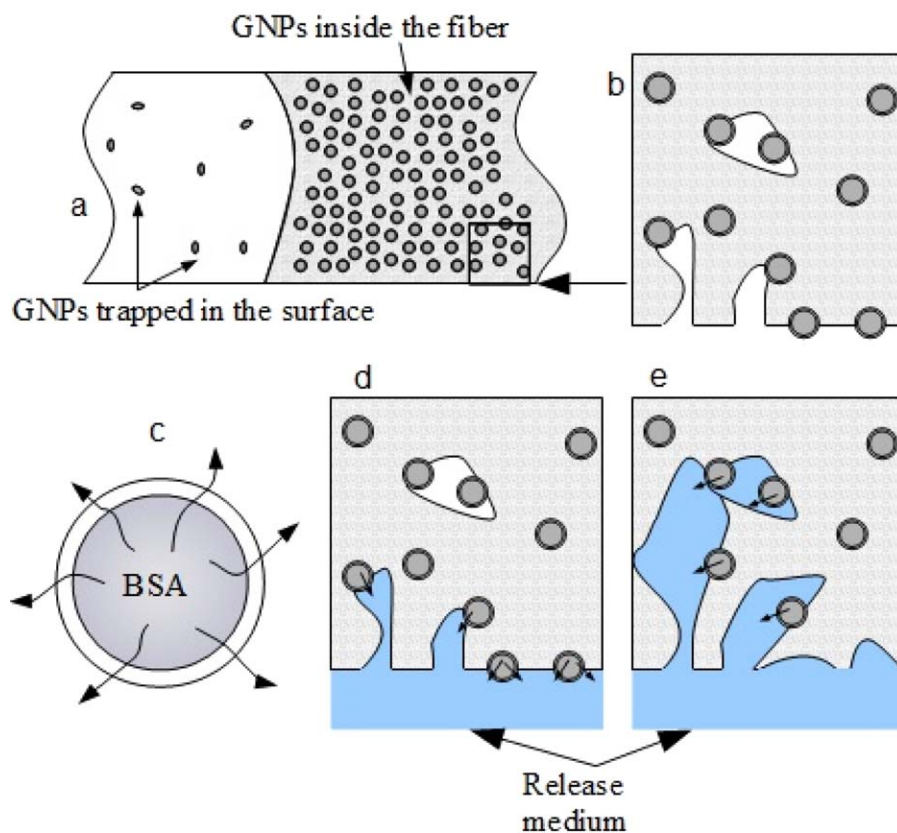 GNPs inside the fiber
a
b
GNPs trapped in the surface
c
d
e
BSA
Release
medium